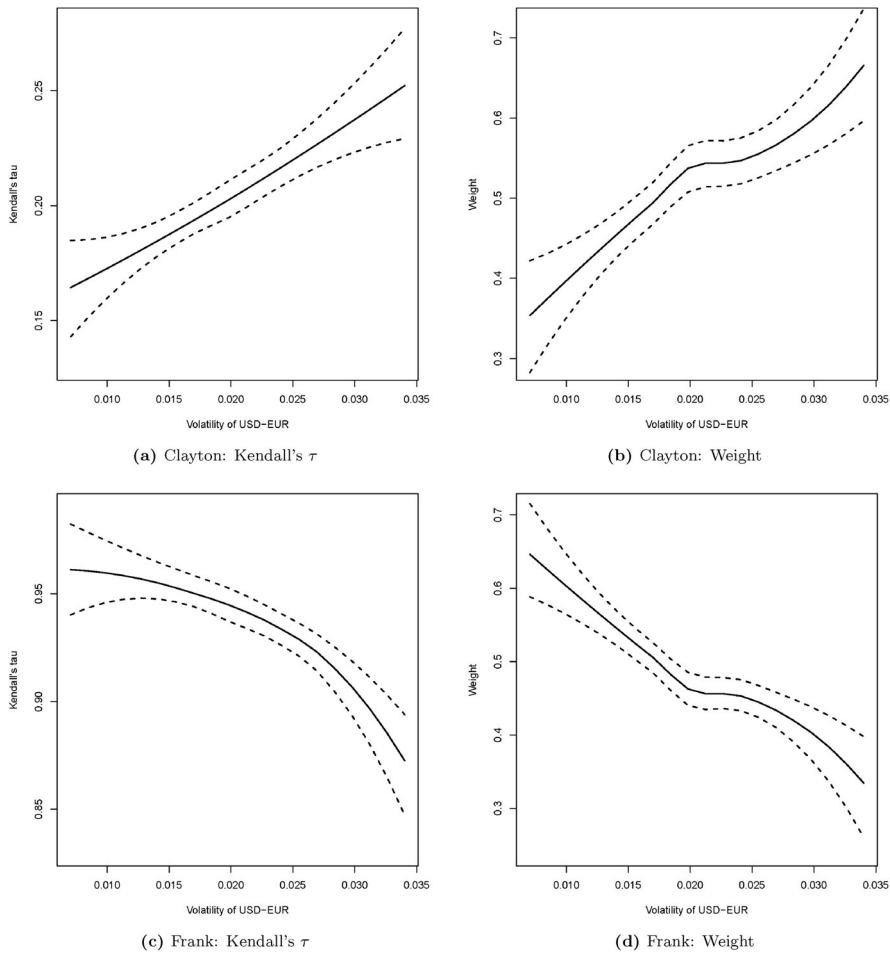 0.25
0.20
0.15
Kendall's tau
0.010 0.015 0.020 0.025 0.030 0.035
Volatility of USD−EUR
(a) Clayton: Kendall's τ
0.7
0.6
0.5
0.4
0.3
Weight
0.010 0.015 0.020 0.025 0.030 0.035
Volatility of USD−EUR
(b) Clayton: Weight
0.95
0.90
0.85
Kendall's tau
0.010 0.015 0.020 0.025 0.030 0.035
Volatility of USD−EUR
(c) Frank: Kendall's τ
0.7
0.6
0.5
0.4
0.3
Weight
0.010 0.015 0.020 0.025 0.030 0.035
Volatility of USD−EUR
(d) Frank: Weight